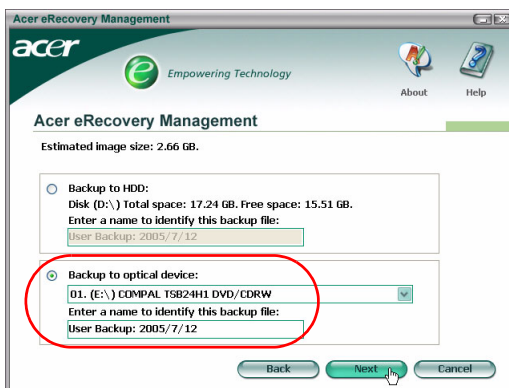 Acer eRecovery Management
acer
e Empowering Technology
About
Help
Acer eRecovery Management
Estimated image size: 2.66 GB.
Backup to HDD:
Disk (D:\) Total space: 17.24 GB. Free space: 15.51 GB.
Enter a name to identify this backup file:
User Backup: 2005/7/12
Backup to optical device:
01. (E:\) COMPAL TSB24H1 DVD/CDRW
Enter a name to identify this backup file:
User Backup: 2005/7/12
Back
Next
Cancel